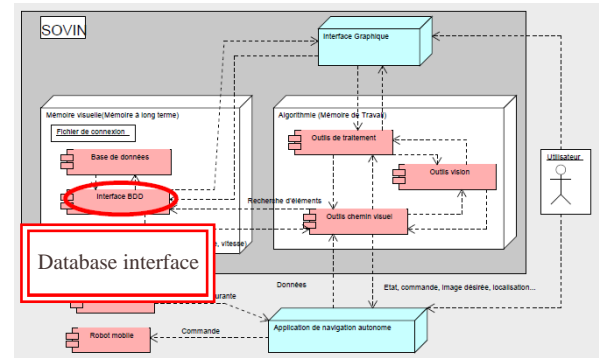 SOVIN
Interface Graphique
Mémoire visuelle(Mémoire à long terme)
Fichier de connexion
Base de données
Interface BDD
Algorithmie (Mémoire de Travail)
Outils de traitement
Outils vision
Outils chemin visuel
Recherche d'éléments
Utilisateur
vitesse)
Database interface
Données
Etat, commande, Image désirée, localisation...
Application de navigation autonome
Commande
Robot mobile